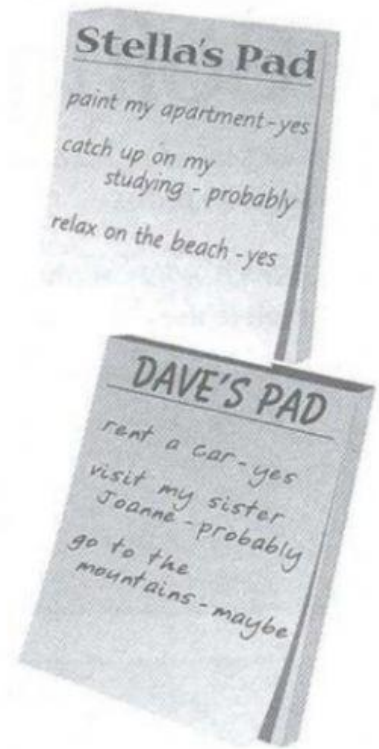 Stella's Pad
paint my apartment - yes
catch up on my
studying - probably
relax on the beach - yes
DAVE'S PAD
rent a car - yes
visit my sister
Joanne - probably
go to the
mountains - maybe